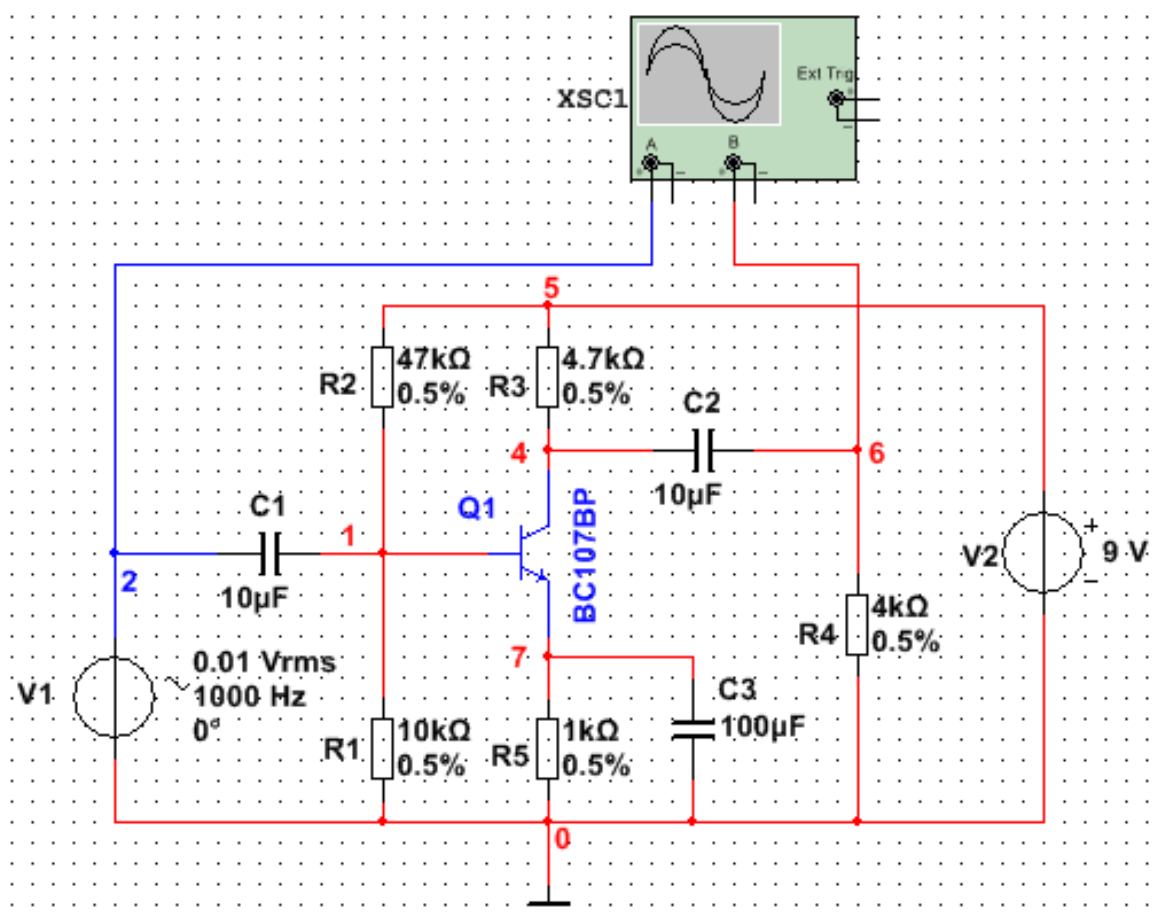 XSC1
Ext Trig
+
_
A
B
+
_
+
_
5
R2
47kΩ
0.5%
R3
4.7kΩ
0.5%
C2
10µF
4
6
C1
10µF
1
2
Q1
BC107BP
V2
+
9 V
_
R4
4kΩ
0.5%
7
V1
~
0.01 Vrms
1000 Hz
0°
C3
100µF
R1
10kΩ
0.5%
R5
1kΩ
0.5%
0